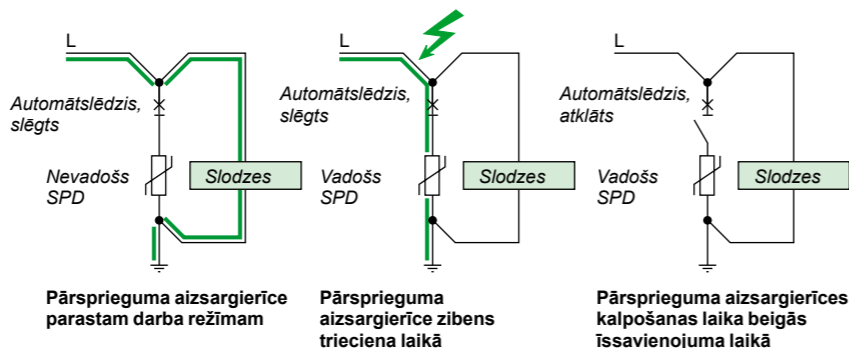 L
Automātslēdzis,
slēgts
Nevadošs
SPD
Slodzes
Pārsprieguma aizsargierīce
parastam darba režīmam
L
Automātslēdzis,
slēgts
Vadošs
SPD
Slodzes
Pārsprieguma
aizsargierīce zibens
trieciena laikā
L
Automātslēdzis,
atklāts
Vadošs
SPD
Slodzes
Pārsprieguma aizsargierīces
kalpošanas laika beigās
īssavienojuma laikā